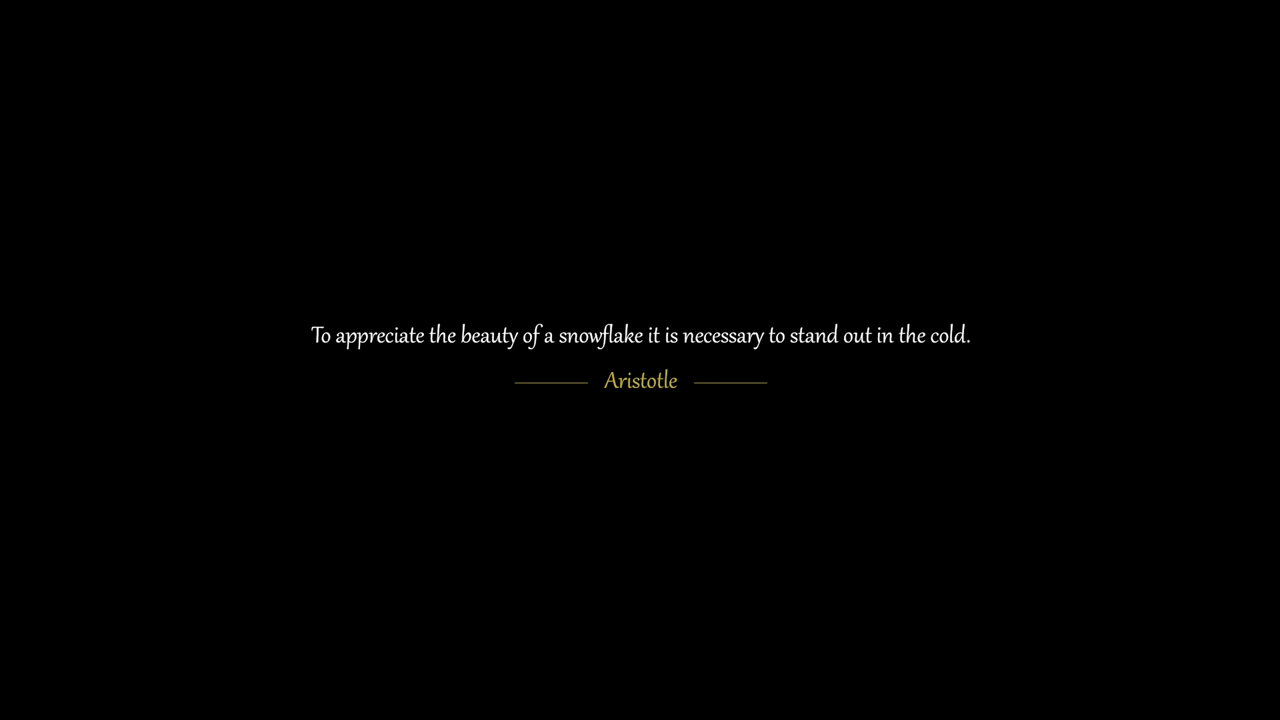 To appreciate the beauty of a snowflake it is necessary to stand out in the cold.
Aristotle